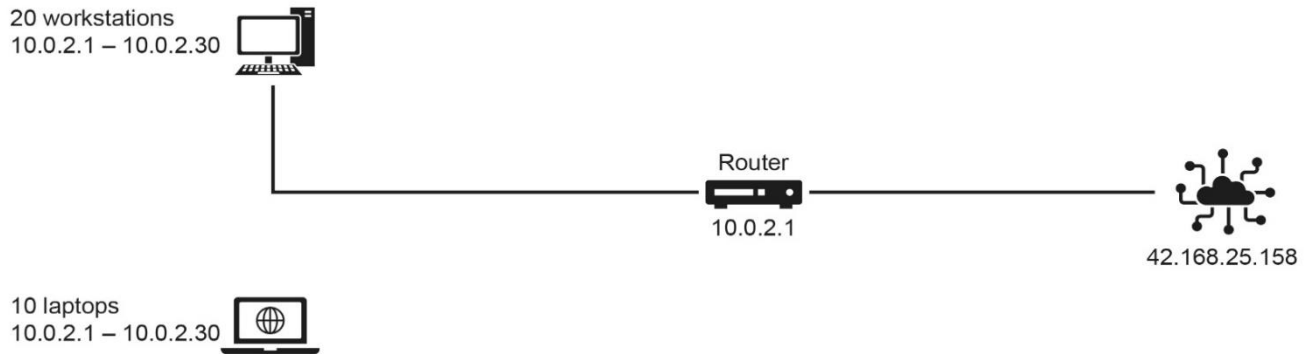 20 workstations
10.0.2.1 – 10.0.2.30
Router
10.0.2.1
42.168.25.158
10 laptops
10.0.2.1 – 10.0.2.30